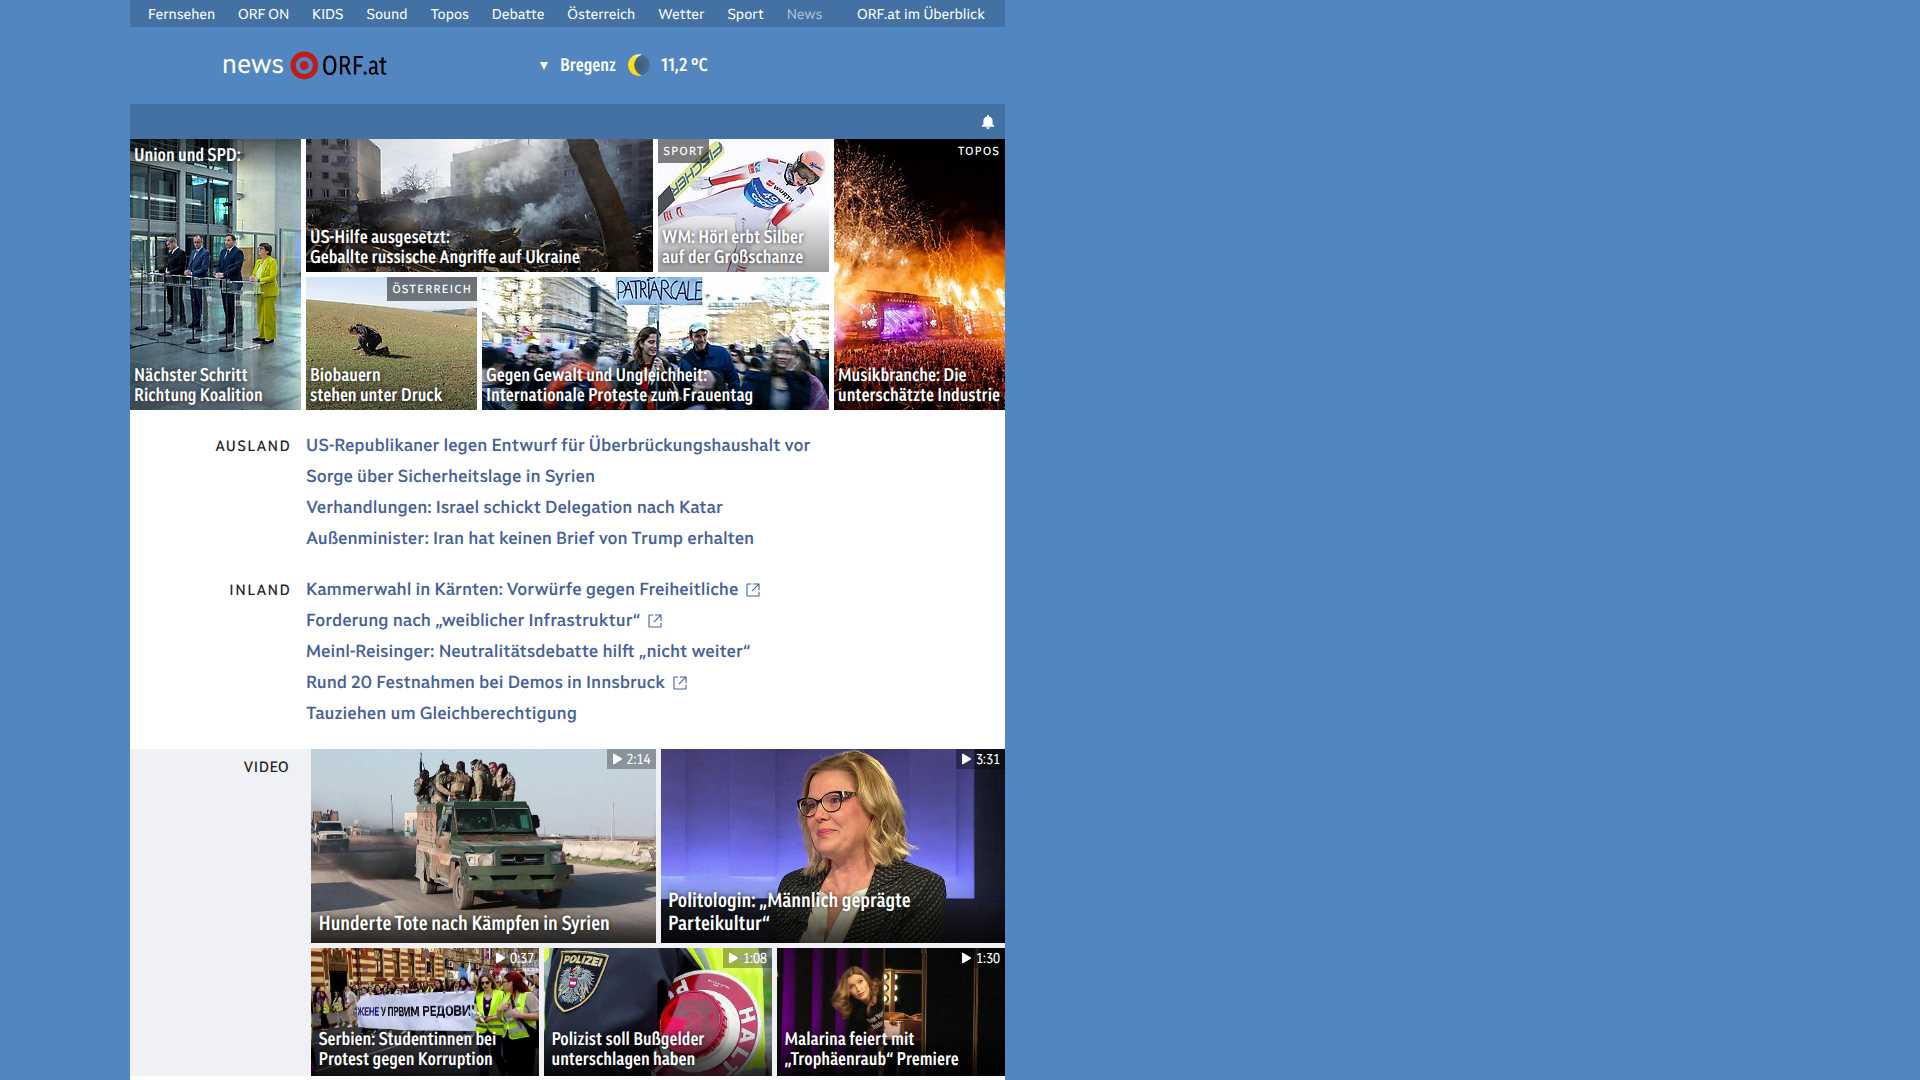 Fernsehen ORF ON KIDS Sound Topos Debatte Österreich Wetter Sport News ORF.at im Überblick
news ORF.at
▼ Bregenz 11,2 °C
Union und SPD:
Nächster Schritt
Richtung Koalition
US-Hilfe ausgesetzt:
Geballte russische Angriffe auf Ukraine
SPORT
FISCHER
WÜRTH
49
WM: Hörl erbt Silber
auf der Großschanze
TOPOS
Musikbranche: Die
unterschätzte Industrie
ÖSTERREICH
Biobauern
stehen unter Druck
PATRIARCALE
Gegen Gewalt und Ungleichheit:
Internationale Proteste zum Frauentag
AUSLAND
US-Republikaner legen Entwurf für Überbrückungshaushalt vor
Sorge über Sicherheitslage in Syrien
Verhandlungen: Israel schickt Delegation nach Katar
Außenminister: Iran hat keinen Brief von Trump erhalten
INLAND
Kammerwahl in Kärnten: Vorwürfe gegen Freiheitliche
Forderung nach „weiblicher Infrastruktur“
Meinl-Reisinger: Neutralitätsdebatte hilft „nicht weiter“
Rund 20 Festnahmen bei Demos in Innsbruck
Tauziehen um Gleichberechtigung
VIDEO
2:14
Hunderte Tote nach Kämpfen in Syrien
3:31
Politologin: „Männlich geprägte
Parteikultur“
0:37
ЖЕНЕ У ПРВИМ РЕДОВИ
Serbien: Studentinnen bei
Protest gegen Korruption
1:08
POLIZEI
HALT
Polizist soll Bußgelder
unterschlagen haben
1:30
Malarina feiert mit
„Trophäenraub“ Premiere